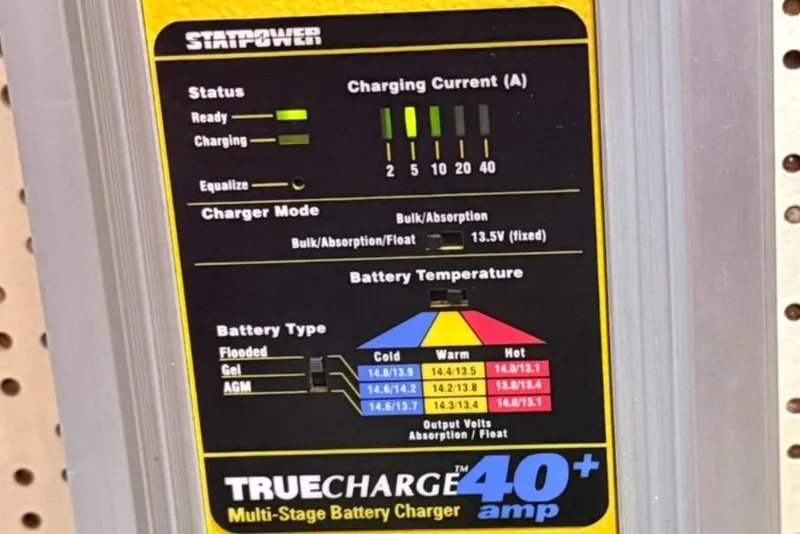 STATPOWER
Status
Charging Current (A)
Ready
Charging
2 5 10 20 40
Equalize
Charger Mode
Bulk/Absorption
Bulk/Absorption/Float
13.5V (fixed)
Battery Temperature
Battery Type
Flooded
Gel
AGM
Cold Warm Hot
14.8/13.9 14.4/13.5 14.0/13.1
14.6/14.2 14.2/13.8 13.8/13.4
14.6/13.7 14.3/13.4 14.0/13.1
Output Volts
Absorption / Float
TRUECHARGE™ 40+
Multi-Stage Battery Charger amp